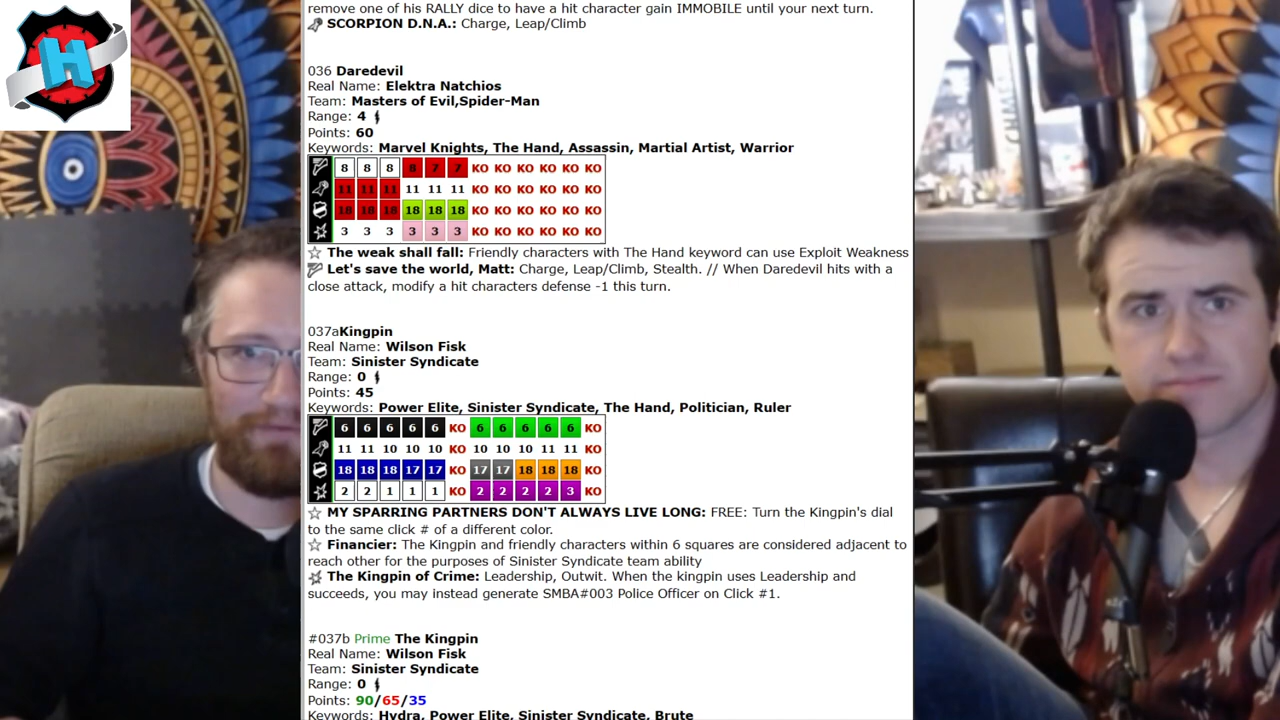 H
remove one of his RALLY dice to have a hit character gain IMMOBILE until your next turn.
SCORPION D.N.A.: Charge, Leap/Climb
036 Daredevil
Real Name: Elektra Natchios
Team: Masters of Evil,Spider-Man
Range: 4
Points: 60
Keywords: Marvel Knights, The Hand, Assassin, Martial Artist, Warrior
8 8 8 8 7 7 KO KO KO KO KO KO
11 11 11 11 11 11 KO KO KO KO KO KO
18 18 18 18 18 18 KO KO KO KO KO KO
3 3 3 3 3 3 KO KO KO KO KO KO
The weak shall fall: Friendly characters with The Hand keyword can use Exploit Weakness
Let's save the world, Matt: Charge, Leap/Climb, Stealth. // When Daredevil hits with a
close attack, modify a hit characters defense -1 this turn.
037aKingpin
Real Name: Wilson Fisk
Team: Sinister Syndicate
Range: 0
Points: 45
Keywords: Power Elite, Sinister Syndicate, The Hand, Politician, Ruler
6 6 6 6 6 KO 6 6 6 6 6 KO
11 11 10 10 10 KO 10 10 10 11 11 KO
18 18 18 17 17 KO 17 17 18 18 18 KO
2 2 1 1 1 KO 2 2 2 2 3 KO
MY SPARRING PARTNERS DON'T ALWAYS LIVE LONG: FREE: Turn the Kingpin's dial
to the same click # of a different color.
Financier: The Kingpin and friendly characters within 6 squares are considered adjacent to
reach other for the purposes of Sinister Syndicate team ability
The Kingpin of Crime: Leadership, Outwit. When the kingpin uses Leadership and
succeeds, you may instead generate SMBA#003 Police Officer on Click #1.
#037b Prime The Kingpin
Real Name: Wilson Fisk
Team: Sinister Syndicate
Range: 0
Points: 90/65/35
Keywords: Hydra, Power Elite, Sinister Syndicate, Brute